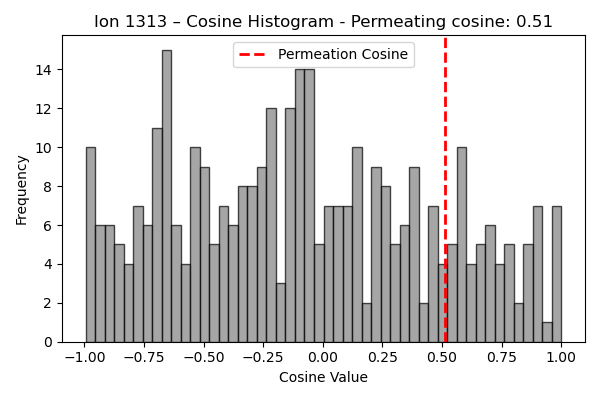 Ion 1313 – Cosine Histogram - Permeating cosine: 0.51
Permeation Cosine
Frequency
14
12
10
8
6
4
2
0
−1.00 −0.75 −0.50 −0.25 0.00 0.25 0.50 0.75 1.00
Cosine Value